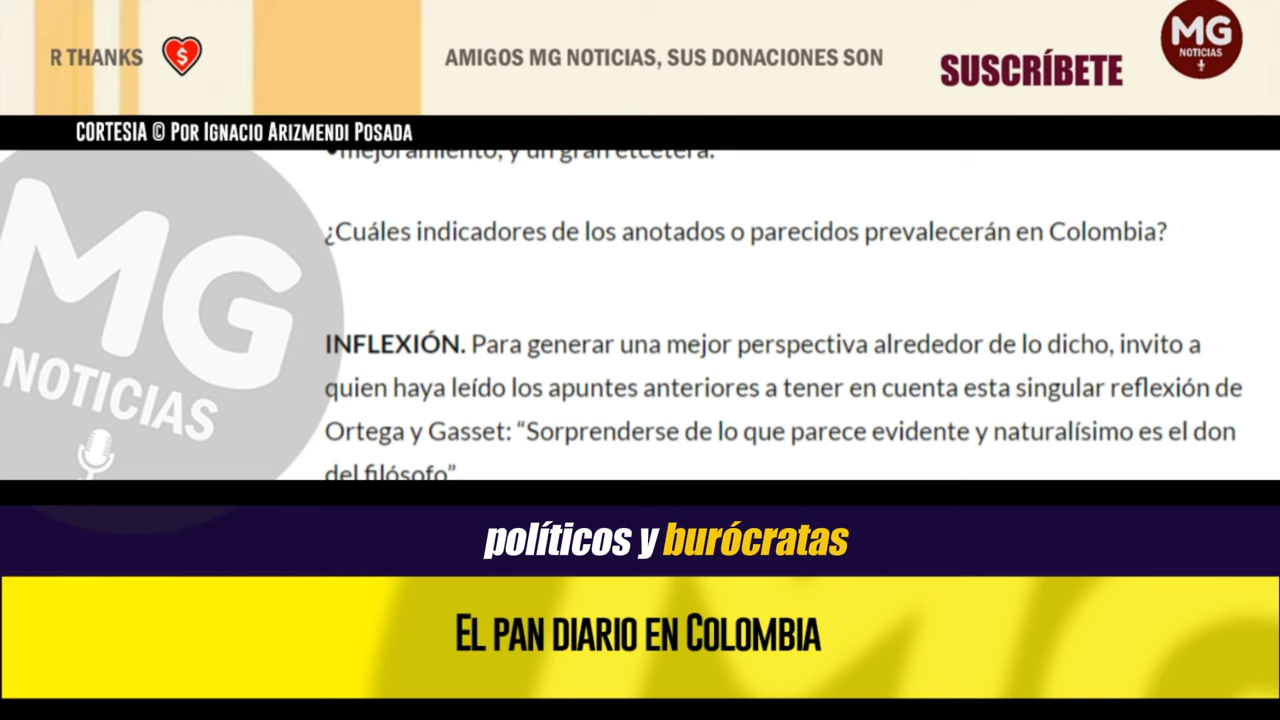 R THANKS
AMIGOS MG NOTICIAS, SUS DONACIONES SON
SUSCRÍBETE
MG
NOTICIAS
CORTESIA © Por Ignacio Arizmendi Posada
•mejoramiento, y un gran etcétera.
¿Cuáles indicadores de los anotados o parecidos prevalecerán en Colombia?
INFLEXIÓN. Para generar una mejor perspectiva alrededor de lo dicho, invito a
quien haya leído los apuntes anteriores a tener en cuenta esta singular reflexión de
Ortega y Gasset: “Sorprenderse de lo que parece evidente y naturalísimo es el don
del filósofo”.
MG
NOTICIAS
políticos y burócratas
El pan diario en Colombia